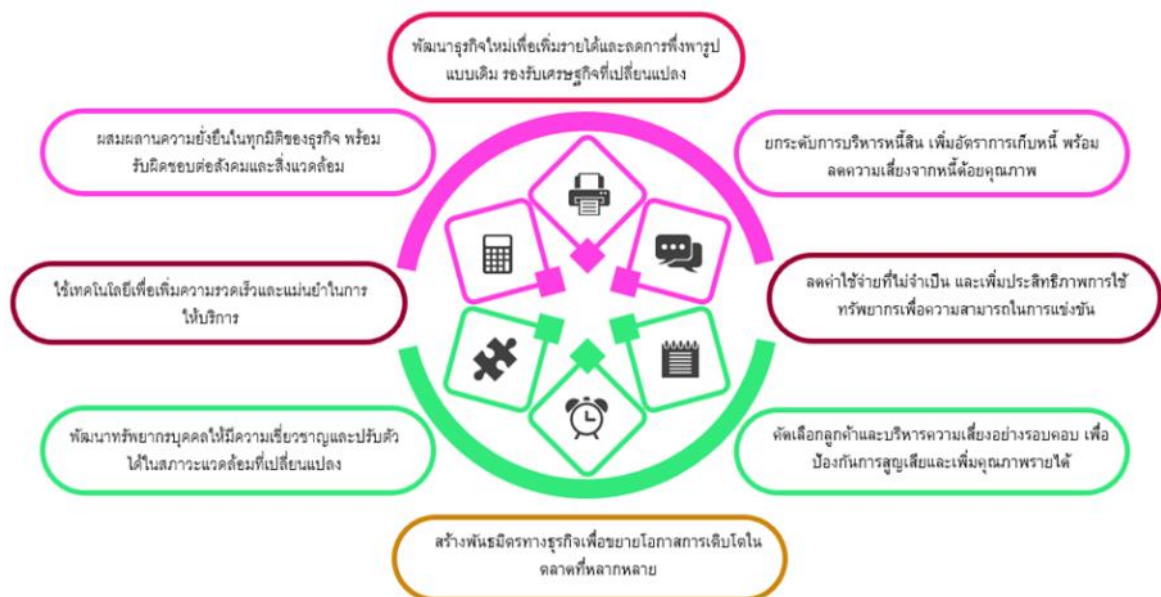 พัฒนาธุรกิจใหม่เพื่อเพิ่มรายได้และลดการพึ่งพารูป
แบบเดิม รองรับเศรษฐกิจที่เปลี่ยนแปลง
ผสมผสานความยั่งยืนในทุกมิติของธุรกิจ พร้อม
รับผิดชอบต่อสังคมและสิ่งแวดล้อม
ยกระดับการบริหารหนี้สิน เพิ่มอัตราการเก็บหนี้ พร้อม
ลดความเสี่ยงจากหนี้ด้อยคุณภาพ
ใช้เทคโนโลยีเพื่อเพิ่มความรวดเร็วและแม่นยำในการ
ให้บริการ
ลดค่าใช้จ่ายที่ไม่จำเป็น และเพิ่มประสิทธิภาพการใช้
ทรัพยากรเพื่อความสามารถในการแข่งขัน
พัฒนาทรัพยากรบุคคลให้มีความเชี่ยวชาญและปรับตัว
ได้ในสภาวะแวดล้อมที่เปลี่ยนแปลง
คัดเลือกลูกค้าและบริหารความเสี่ยงอย่างรอบคอบ เพื่อ
ป้องกันการสูญเสียและเพิ่มคุณภาพรายได้
สร้างพันธมิตรทางธุรกิจเพื่อขยายโอกาสการเติบโตใน
ตลาดที่หลากหลาย